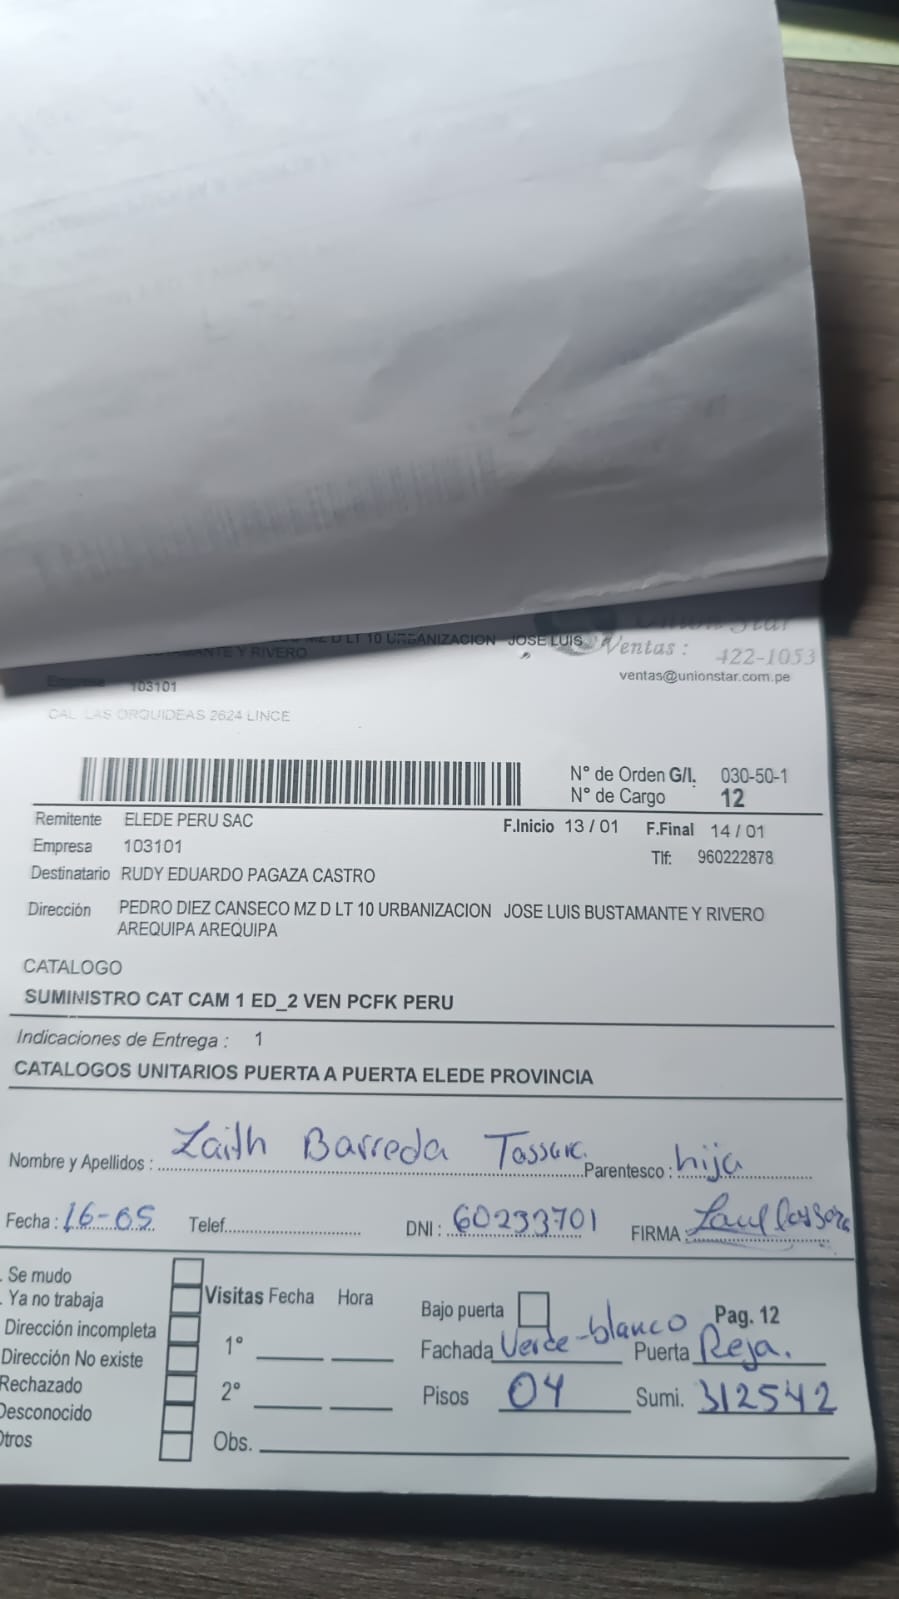 MZ D LT 10 URBANIZACION JOSE LUIS
Y RIVERO
Union Star
Ventas : 422-1053
ventas@unionstar.com.pe
Empresa 103101
CAL LAS ORQUIDEAS 2624 LINCE
N° de Orden G/I. 030-50-1
N° de Cargo 12
Remitente ELEDE PERU SAC
F.Inicio 13 / 01 F.Final 14 / 01
Empresa 103101
Tlf: 960222878
Destinatario RUDY EDUARDO PAGAZA CASTRO
Dirección PEDRO DIEZ CANSECO MZ D LT 10 URBANIZACION JOSE LUIS BUSTAMANTE Y RIVERO
AREQUIPA AREQUIPA
CATALOGO
SUMINISTRO CAT CAM 1 ED_2 VEN PCFK PERU
Indicaciones de Entrega : 1
CATALOGOS UNITARIOS PUERTA A PUERTA ELEDE PROVINCIA
Nombre y Apellidos : Zaith Barreda Parentesco : hija
Fecha : 16-05 Telef. DNI : 60233701 FIRMA :
Se mudo
Ya no trabaja
Dirección incompleta
Dirección No existe
Rechazado
Desconocido
Otros
Visitas Fecha Hora
1°
2°
Obs.
Bajo puerta Pag. 12
Fachada Verde-blanco Puerta Reja.
Pisos 04 Sumi. 312542